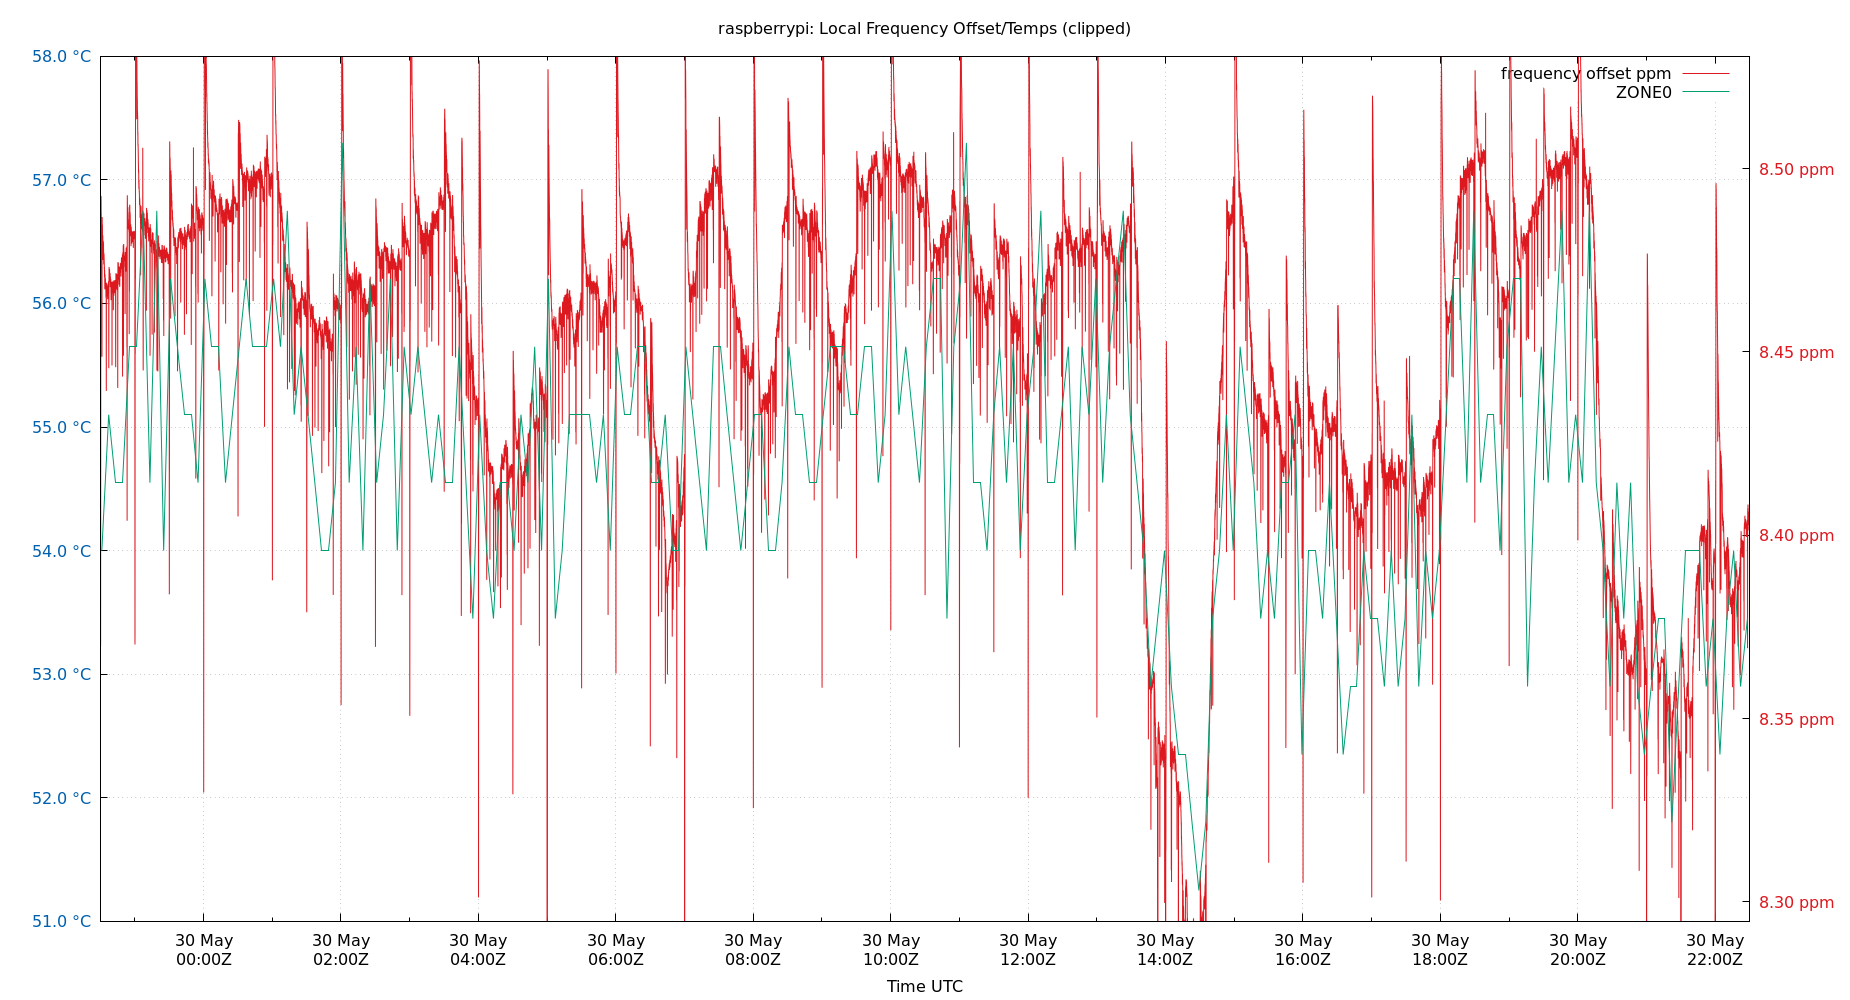 raspberrypi: Local Frequency Offset/Temps (clipped)
frequency offset ppm
ZONE0
58.0 °C
57.0 °C
56.0 °C
55.0 °C
54.0 °C
53.0 °C
52.0 °C
51.0 °C
8.50 ppm
8.45 ppm
8.40 ppm
8.35 ppm
8.30 ppm
30 May 30 May 30 May 30 May 30 May 30 May 30 May 30 May 30 May 30 May 30 May 30 May
00:00Z 02:00Z 04:00Z 06:00Z 08:00Z 10:00Z 12:00Z 14:00Z 16:00Z 18:00Z 20:00Z 22:00Z
Time UTC